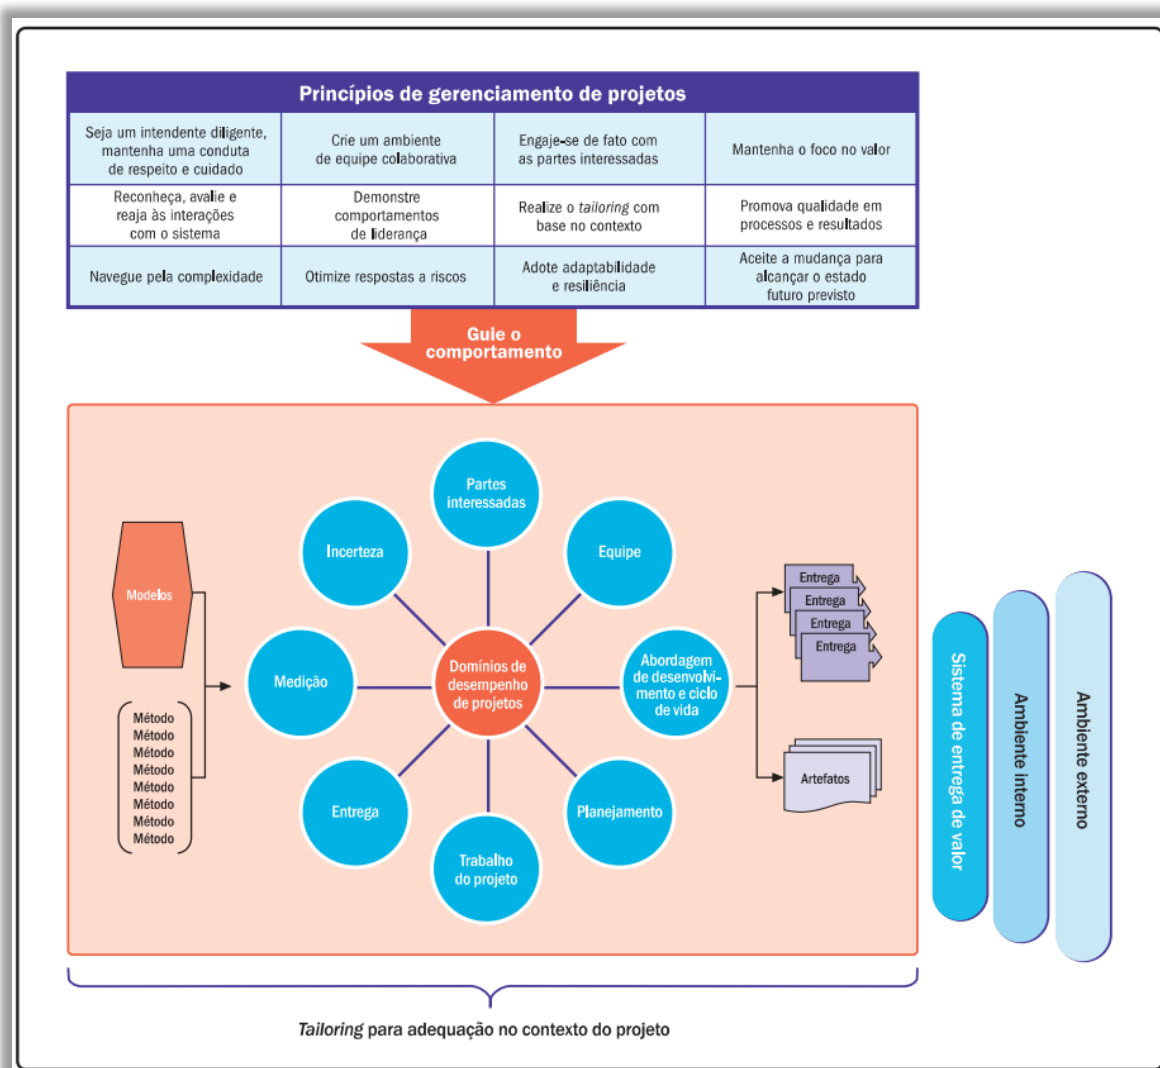 Princípios de gerenciamento de projetos
Seja um intendente diligente,
mantenha uma conduta
de respeito e cuidado
Crie um ambiente
de equipe colaborativa
Engaje-se de fato com
as partes interessadas
Mantenha o foco no valor
Reconheça, avalie e
reaja às interações
com o sistema
Demonstre
comportamentos
de liderança
Realize o tailoring com
base no contexto
Promova qualidade em
processos e resultados
Navegue pela complexidade
Otimize respostas a riscos
Adote adaptabilidade
e resiliência
Aceite a mudança para
alcançar o estado
futuro previsto
Guie o
comportamento
Partes
interessadas
Incerteza
Equipe
Modelos
Medição
Domínios de
desempenho
de projetos
Abordagem
de desenvolvi-
mento e ciclo
de vida
Entrega
Entrega
Entrega
Entrega
Método
Método
Método
Método
Método
Método
Método
Método
Entrega
Trabalho
do projeto
Planejamento
Artefatos
Sistema de entrega de valor
Ambiente interno
Ambiente externo
Tailoring para adequação no contexto do projeto